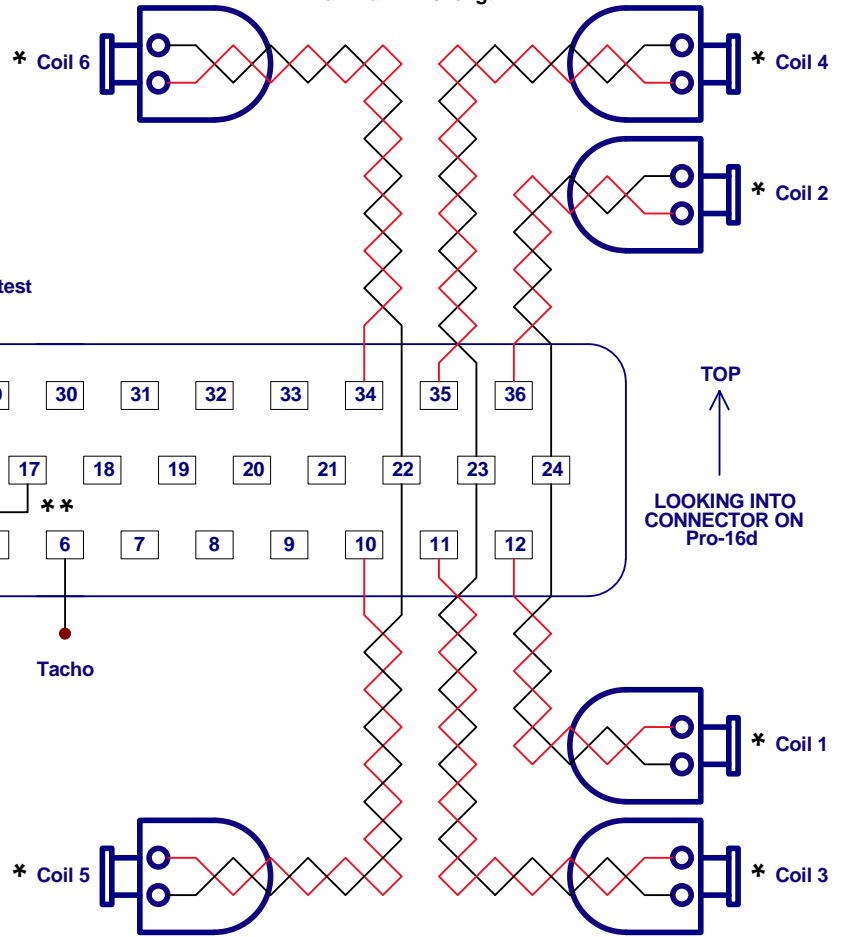 * Coil 6
* Coil 4
* Coil 2
test
30 31 32 33 34 35 36
TOP
17 18 19 20 21 22 23 24
**
LOOKING INTO
CONNECTOR ON
Pro-16d
6 7 8 9 10 11 12
Tacho
* Coil 1
* Coil 5
* Coil 3